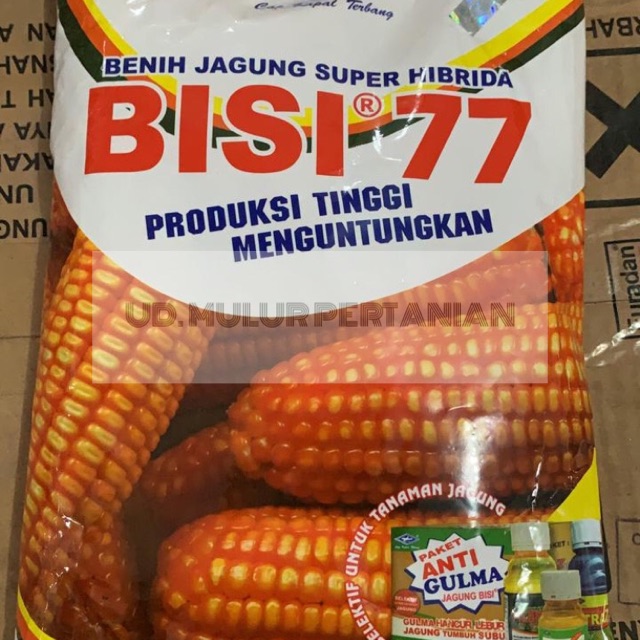 Cap Kapal Terbang
BENIH JAGUNG SUPER HIBRIDA
BISI® 77
PRODUKSI TINGGI
MENGUNTUNGKAN
UD. MULUR PERTANIAN
SELEKTIF UNTUK TANAMAN JAGUNG
PAKET
ANTI
GULMA
JAGUNG BISI®
GULMA HANCUR LEBUR
JAGUNG TUMBUH SUBUR